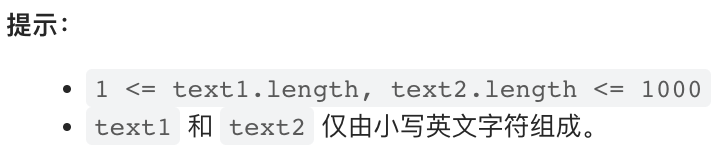 提示：
• 1 <= text1.length, text2.length <= 1000
• text1 和 text2 仅由小写英文字符组成。